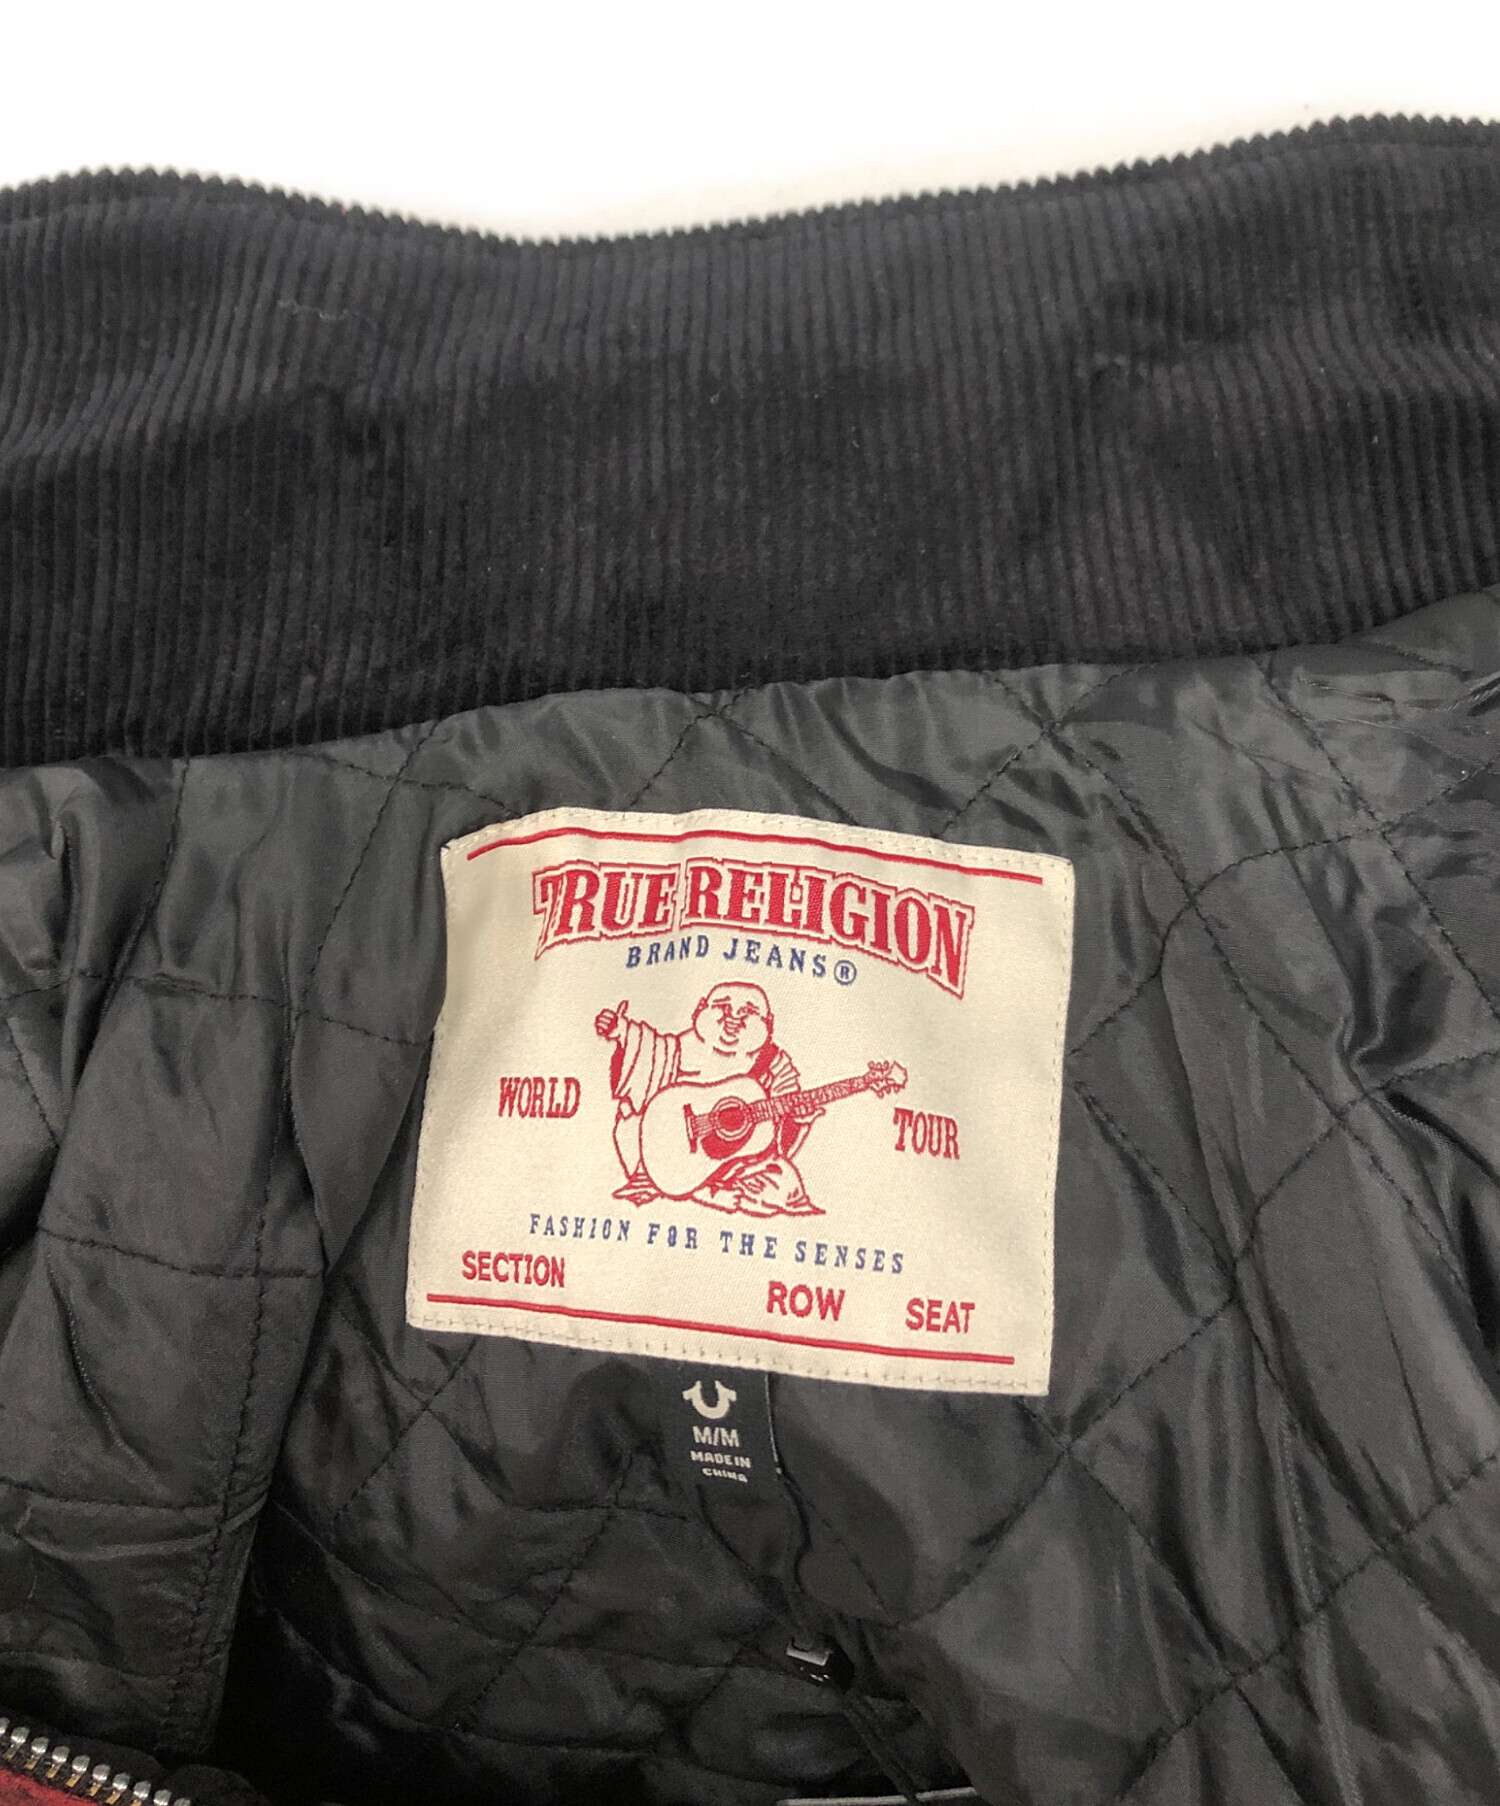 TRUE RELIGION
BRAND JEANS®
WORLD TOUR
FASHION FOR THE SENSES
SECTION ROW SEAT
M/M
MADE IN
CHINA